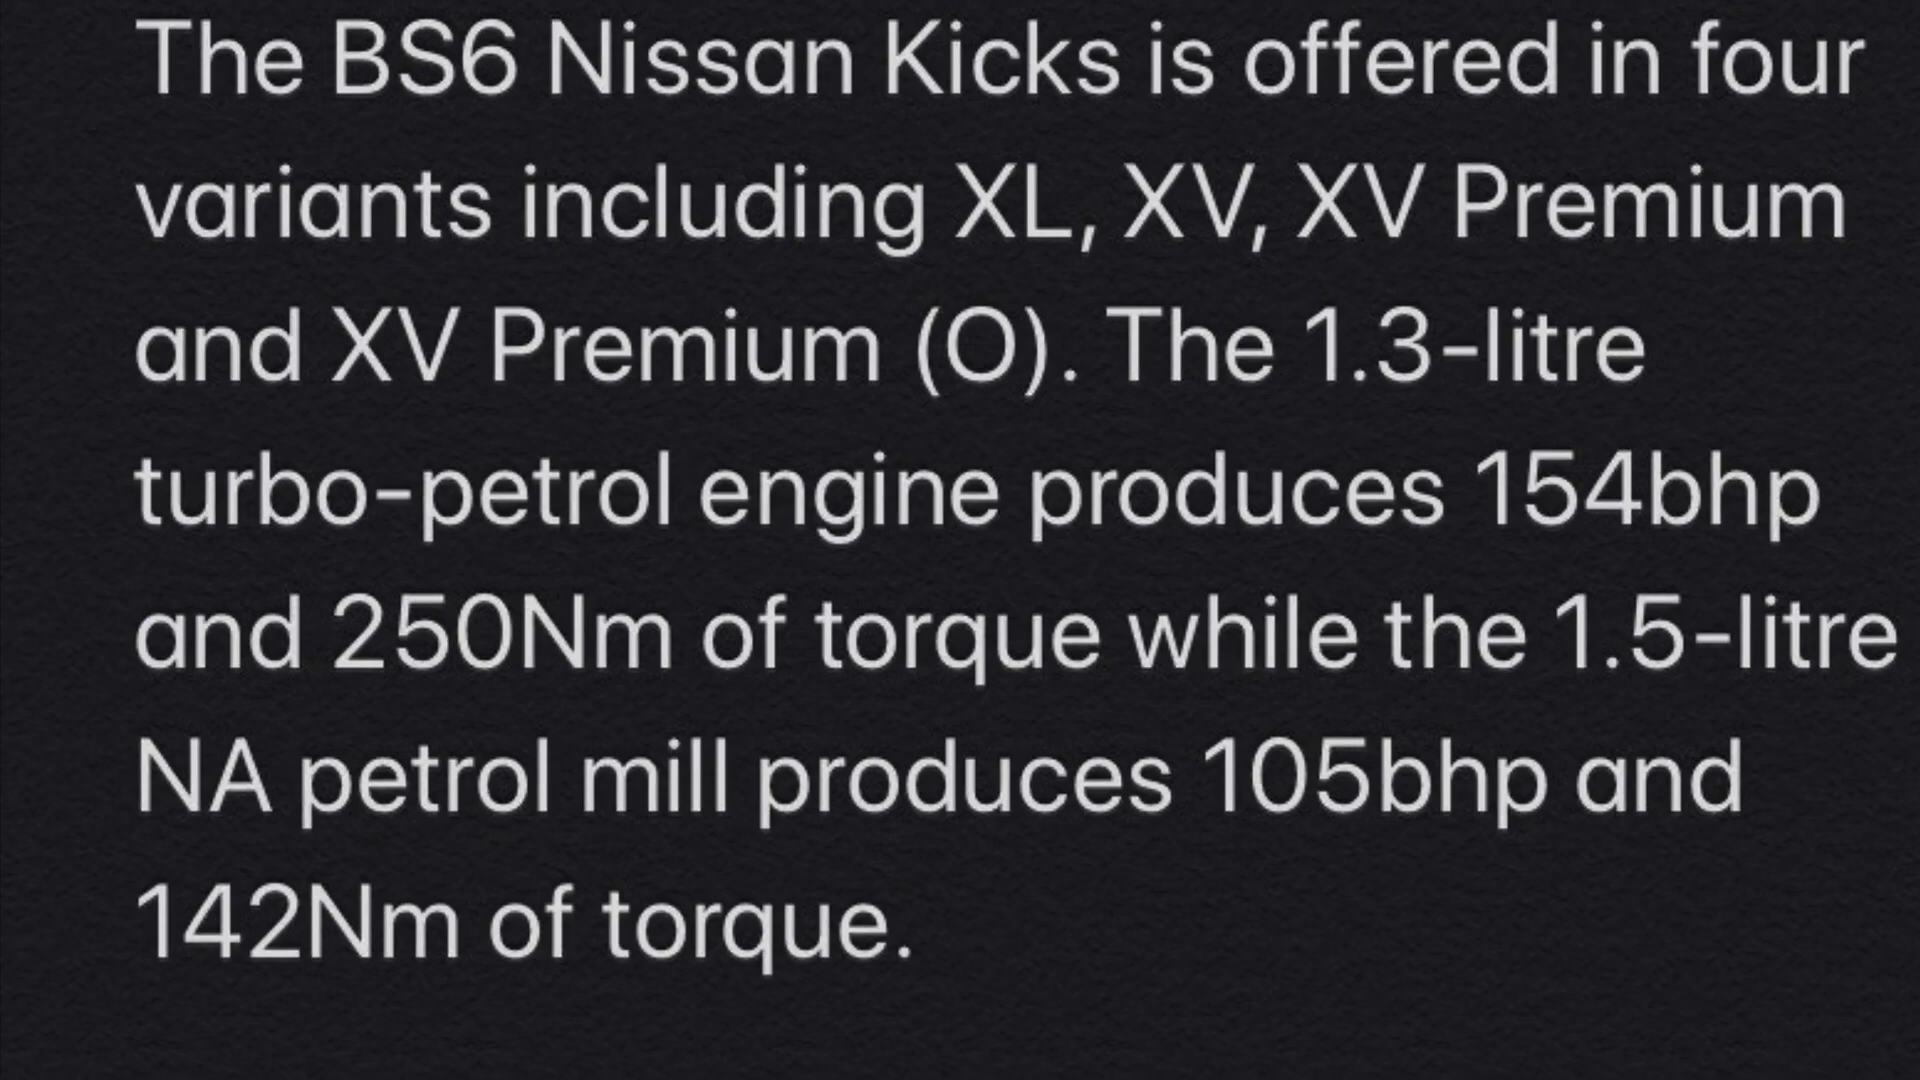 The BS6 Nissan Kicks is offered in four
variants including XL, XV, XV Premium
and XV Premium (O). The 1.3-litre
turbo-petrol engine produces 154bhp
and 250Nm of torque while the 1.5-litre
NA petrol mill produces 105bhp and
142Nm of torque.